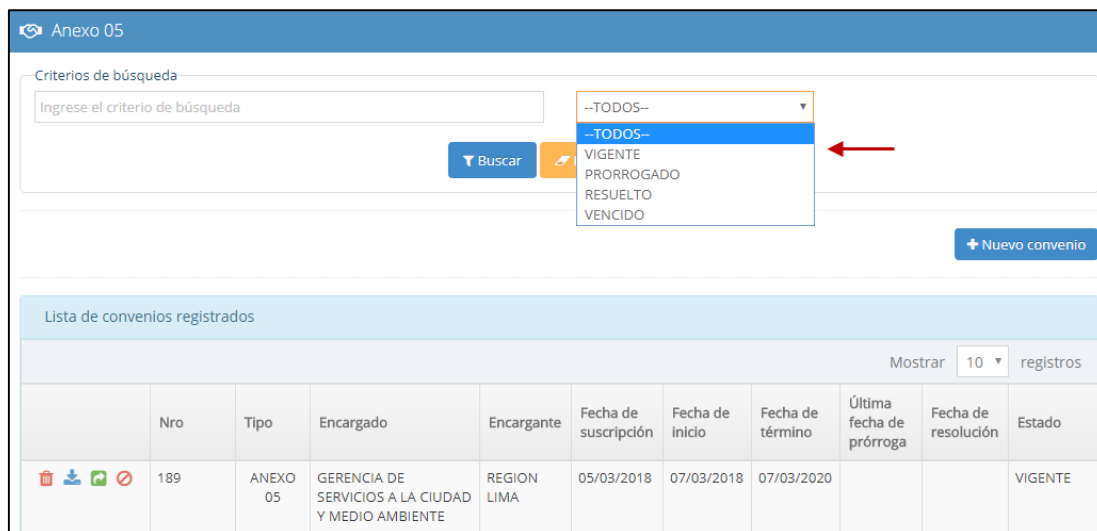 Anexo 05
Criterios de búsqueda
Ingrese el criterio de búsqueda
--TODOS--
--TODOS--
VIGENTE
PRORROGADO
RESUELTO
VENCIDO
Buscar
Nuevo convenio
Lista de convenios registrados
Mostrar 10 registros
Nro Tipo Encargado Encargante Fecha de suscripción Fecha de inicio Fecha de término Última fecha de prórroga Fecha de resolución Estado
189 ANEXO 05 GERENCIA DE SERVICIOS A LA CIUDAD Y MEDIO AMBIENTE REGION LIMA 05/03/2018 07/03/2018 07/03/2020 VIGENTE